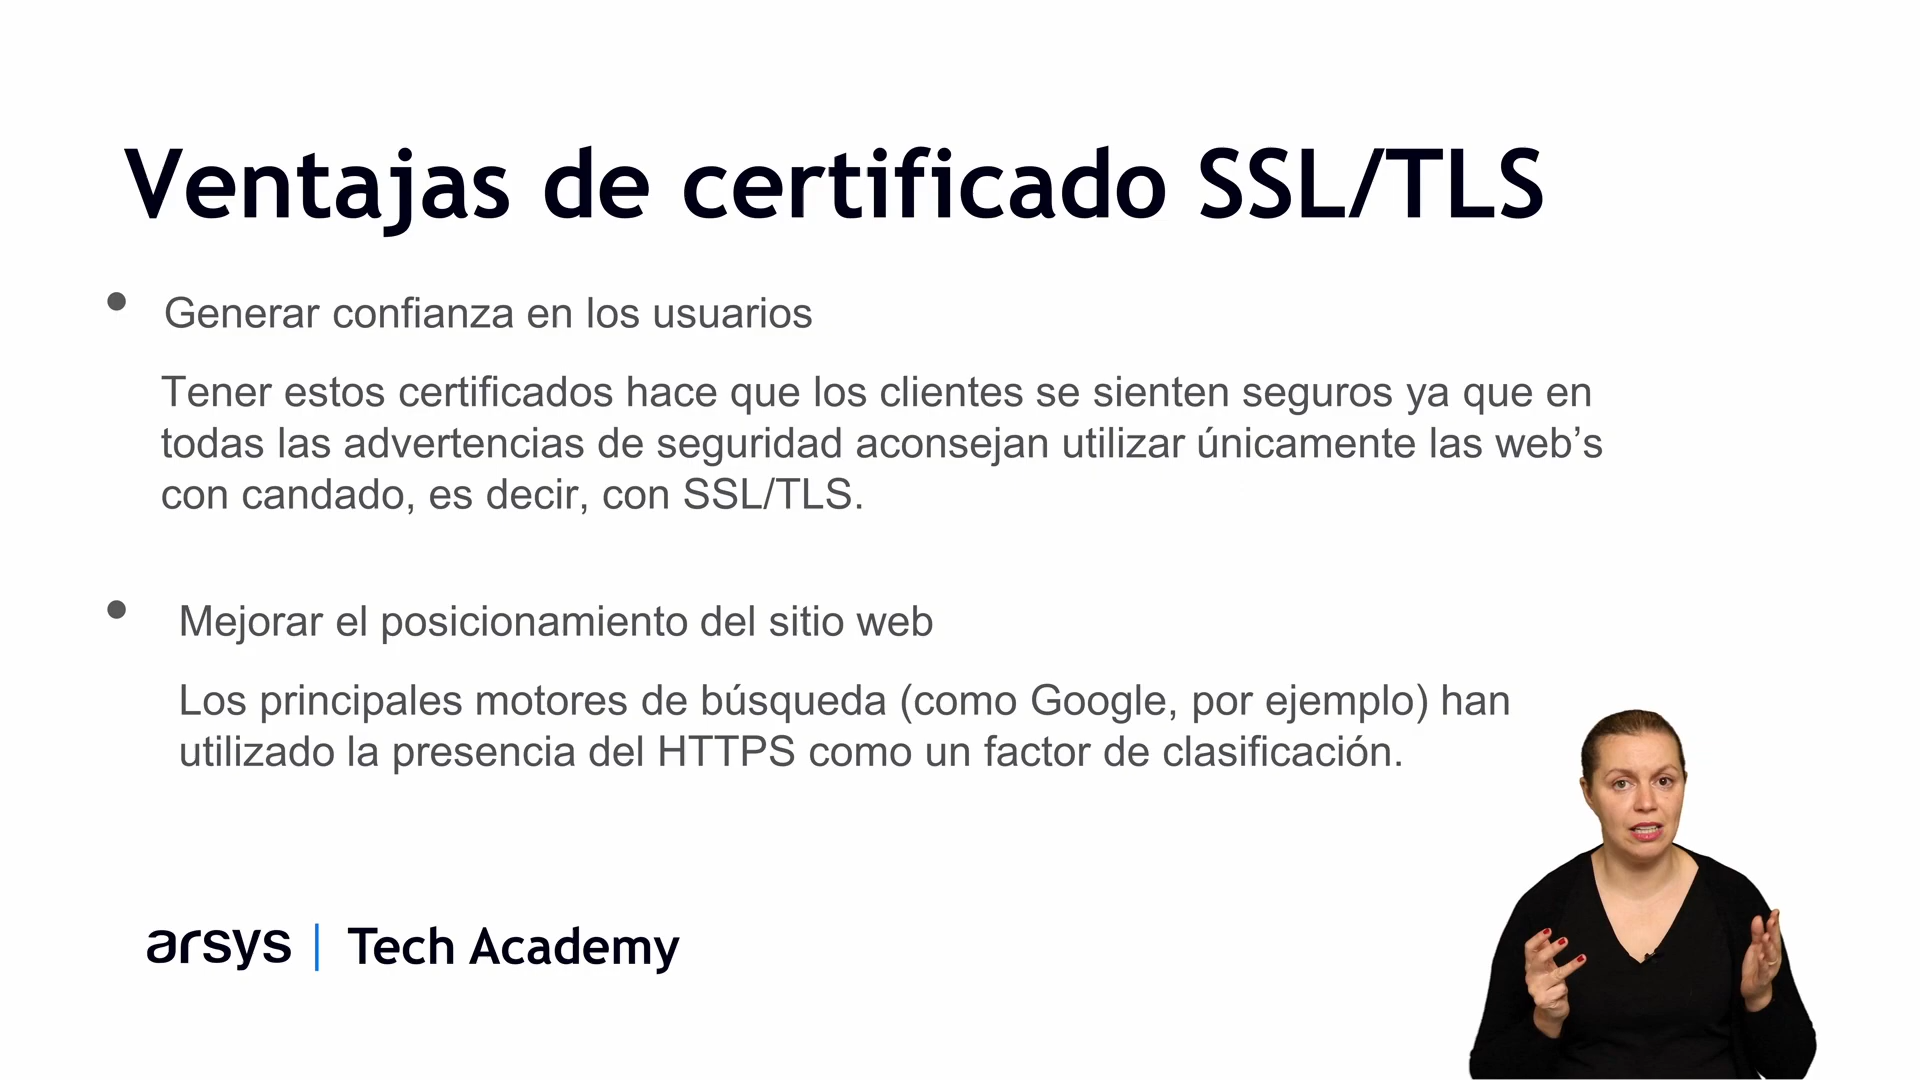 Ventajas de certificado SSL/TLS
• Generar confianza en los usuarios
Tener estos certificados hace que los clientes se sienten seguros ya que en
todas las advertencias de seguridad aconsejan utilizar únicamente las web’s
con candado, es decir, con SSL/TLS.
• Mejorar el posicionamiento del sitio web
Los principales motores de búsqueda (como Google, por ejemplo) han
utilizado la presencia del HTTPS como un factor de clasificación.
arsys | Tech Academy